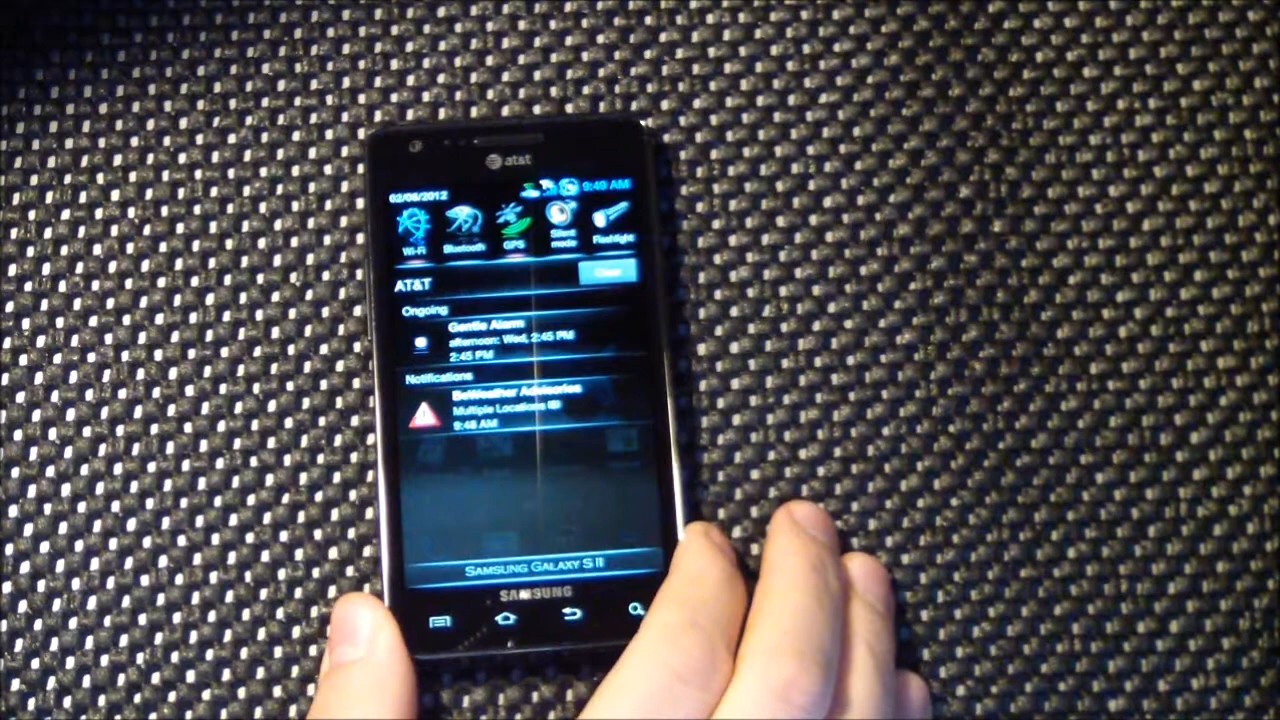 at&t
02/08/2012 9:49 AM
Wi-Fi Bluetooth GPS Silent mode Flashlight
AT&T Clear
Ongoing
Gentle Alarm
afternoon: Wed, 2:45 PM
2:45 PM
Notifications
BeWeather Advisories
Multiple Locations
9:48 AM
SAMSUNG GALAXY S II
SAMSUNG